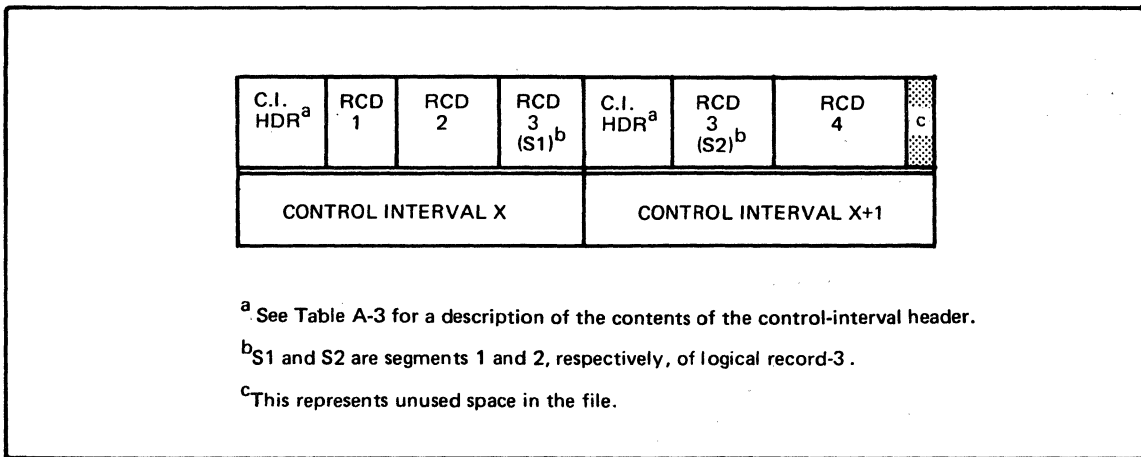 C.I. HDRa RCD 1 RCD 2 RCD 3 (S1)b C.I. HDRa RCD 3 (S2)b RCD 4 c
CONTROL INTERVAL X CONTROL INTERVAL X+1
a See Table A-3 for a description of the contents of the control-interval header.
bS1 and S2 are segments 1 and 2, respectively, of logical record-3 .
cThis represents unused space in the file.